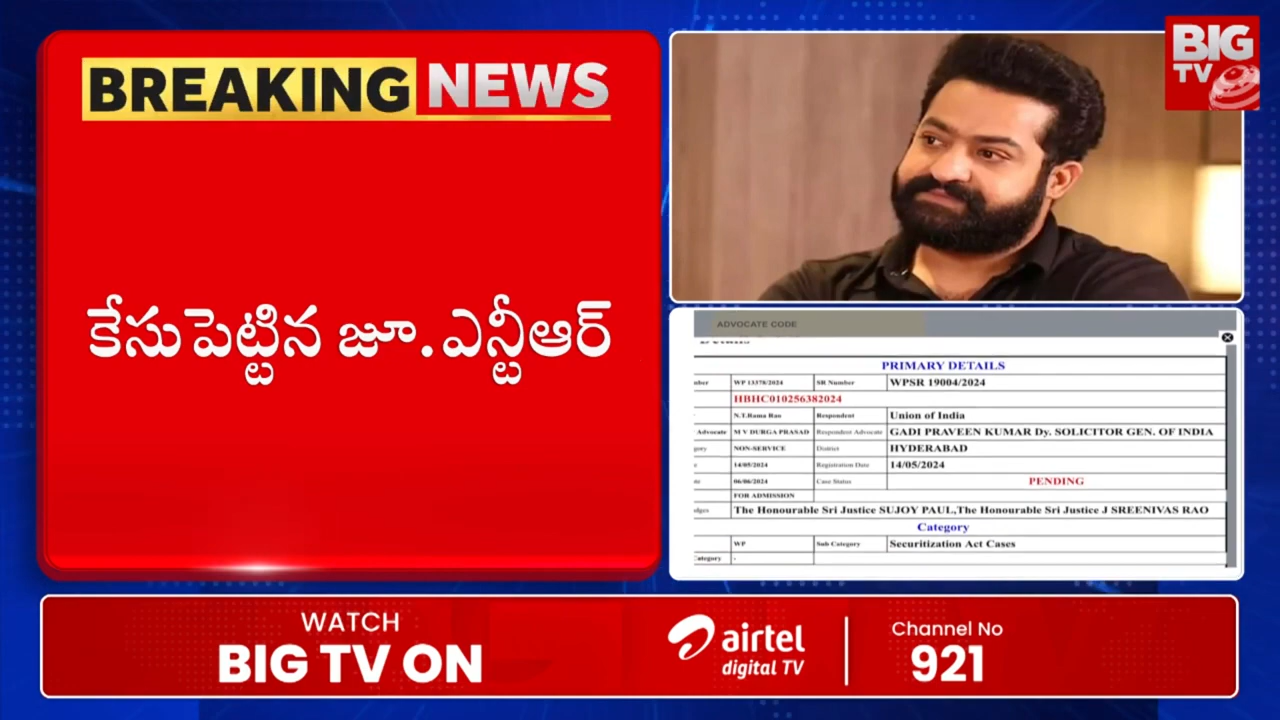 BREAKING NEWS
కేసుపెట్టిన జూ.ఎన్టీఆర్
BIG
TV
ADVOCATE CODE
PRIMARY DETAILS
WP 13378/2024 SR Number WPSR 19004/2024
HBHC010256382024
N.T.Rama Rao Respondent Union of India
Advocate M V DURGA PRASAD Respondent Advocate GADI PRAVEEN KUMAR Dy. SOLICITOR GEN. OF INDIA
NON-SERVICE District HYDERABAD
14/05/2024 Registration Date 14/05/2024
06/06/2024 Case Status PENDING
FOR ADMISSION
The Honourable Sri Justice SUJOY PAUL,The Honourable Sri Justice J SREENIVAS RAO
Category
WP Sub Category Securitization Act Cases
Category -
WATCH
BIG TV ON
airtel
digital TV
Channel No
921